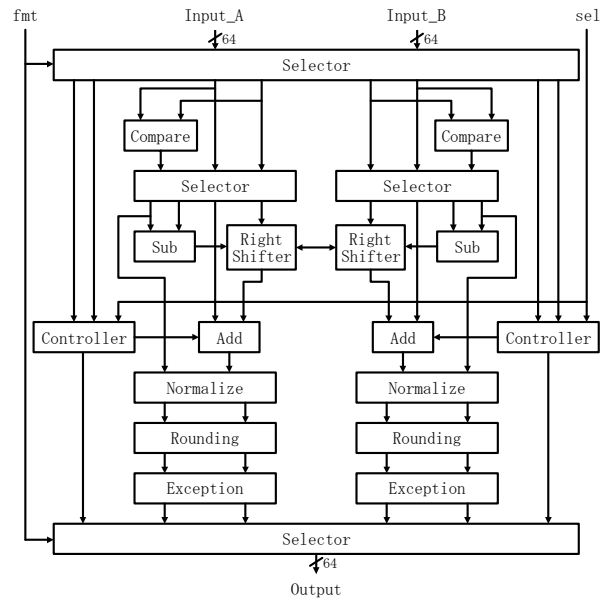 fmt Input_A Input_B sel
64 64
Selector
Compare Compare
Selector Selector
Sub Right Shifter Right Shifter Sub
Controller Add Add Controller
Normalize Normalize
Rounding Rounding
Exception Exception
Selector
64
Output